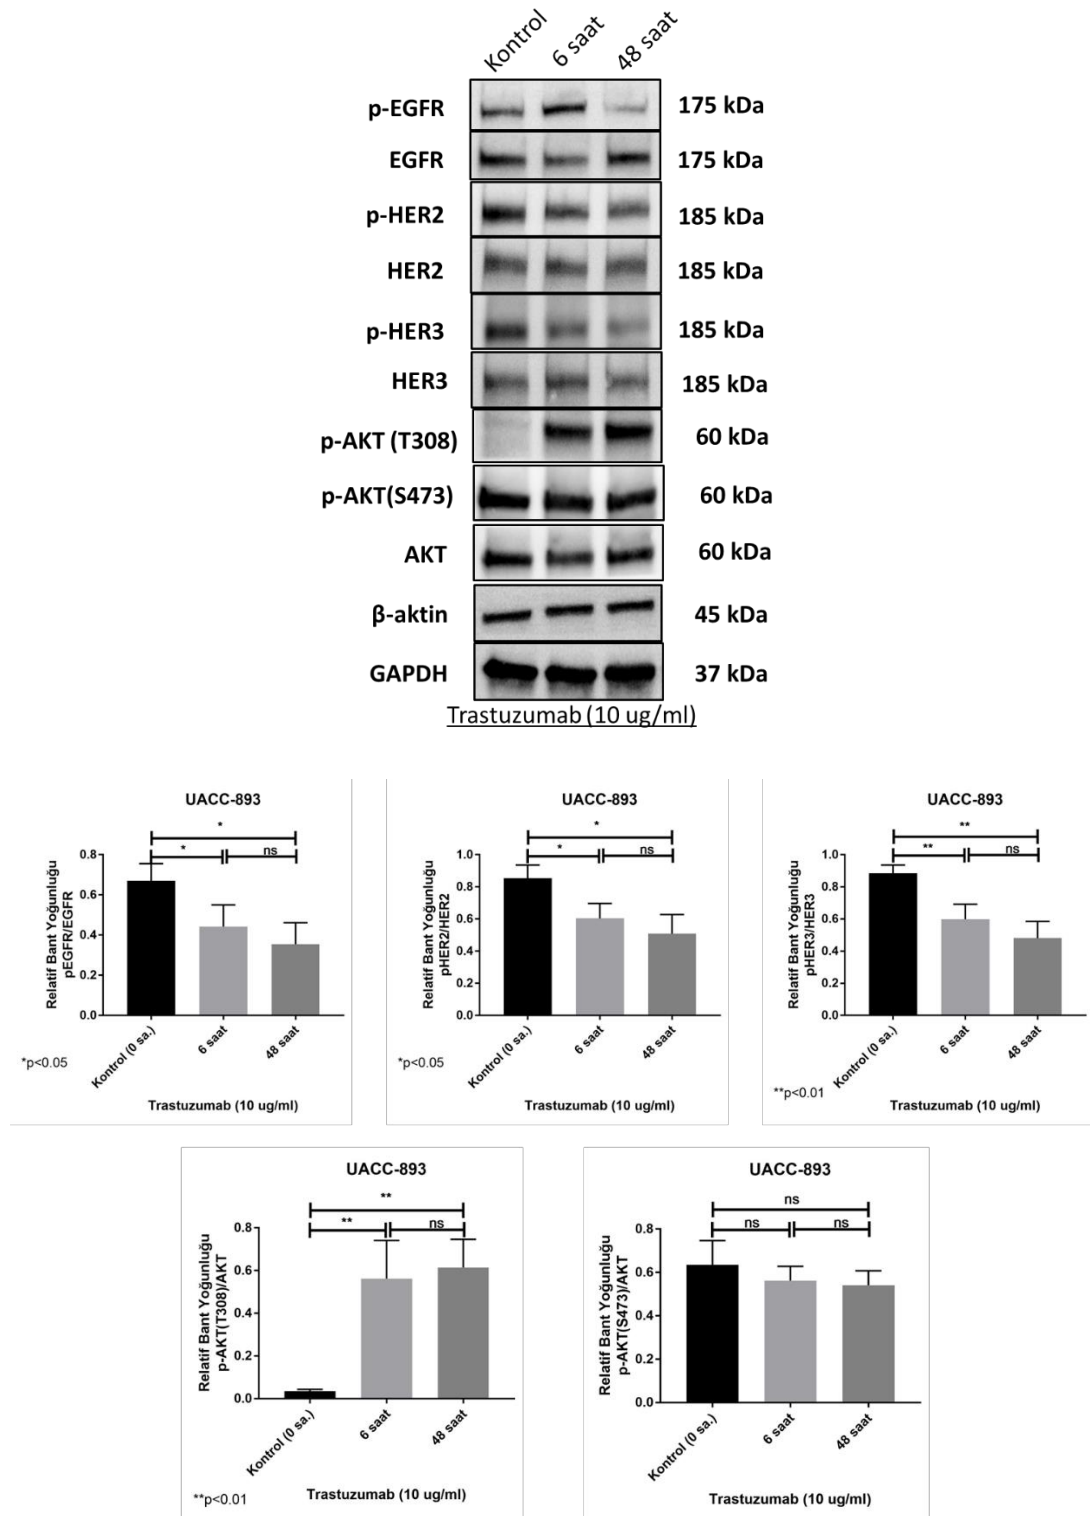 Kontrol 6 saat 48 saat
p-EGFR 175 kDa
EGFR 175 kDa
p-HER2 185 kDa
HER2 185 kDa
p-HER3 185 kDa
HER3 185 kDa
p-AKT (T308) 60 kDa
p-AKT(S473) 60 kDa
AKT 60 kDa
β-aktin 45 kDa
GAPDH 37 kDa
Trastuzumab (10 ug/ml)
UACC-893
*
* ns
Relatif Bant Yoğunluğu
pEGFR/EGFR
0.8
0.6
0.4
0.2
0.0
Kontrol (0 sa.)
6 saat
48 saat
*p<0.05
Trastuzumab (10 ug/ml)
UACC-893
*
* ns
Relatif Bant Yoğunluğu
pHER2/HER2
1.0
0.8
0.6
0.4
0.2
0.0
Kontrol (0 sa.)
6 saat
48 saat
*p<0.05
Trastuzumab (10 ug/ml)
UACC-893
**
** ns
Relatif Bant Yoğunluğu
pHER3/HER3
1.0
0.8
0.6
0.4
0.2
0.0
Kontrol (0 sa.)
6 saat
48 saat
**p<0.01
Trastuzumab (10 ug/ml)
UACC-893
**
** ns
Relatif Bant Yoğunluğu
p-AKT(T308)/AKT
0.8
0.6
0.4
0.2
0.0
Kontrol (0 sa.)
6 saat
48 saat
**p<0.01
Trastuzumab (10 ug/ml)
UACC-893
ns
ns ns
Relatif Bant Yoğunluğu
p-AKT(S473)/AKT
0.8
0.6
0.4
0.2
0.0
Kontrol (0 sa.)
6 saat
48 saat
Trastuzumab (10 ug/ml)